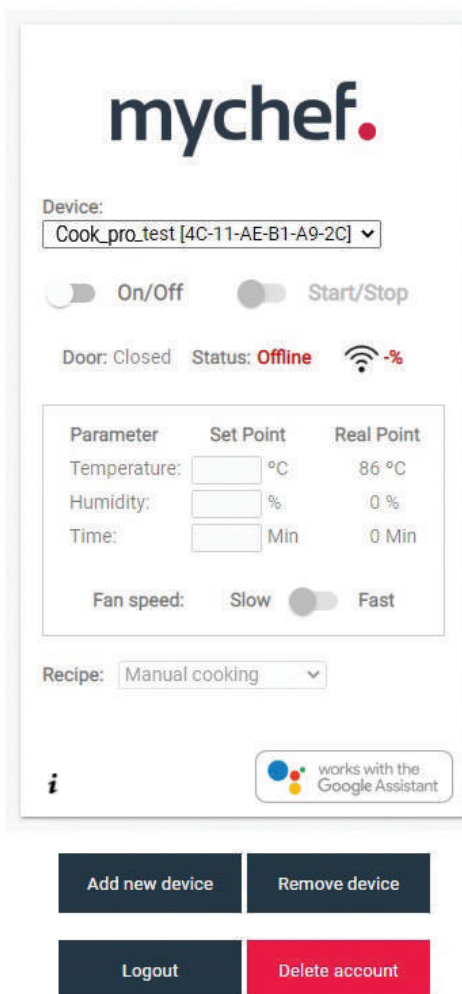 mychef.
Device:
Cook_pro_test [4C-11-AE-B1-A9-2C]
On/Off Start/Stop
Door: Closed Status: Offline -%
Parameter Set Point Real Point
Temperature: ºC 86 ºC
Humidity: % 0 %
Time: Min 0 Min
Fan speed: Slow Fast
Recipe: Manual cooking
i works with the
Google Assistant
Add new device Remove device
Logout Delete account